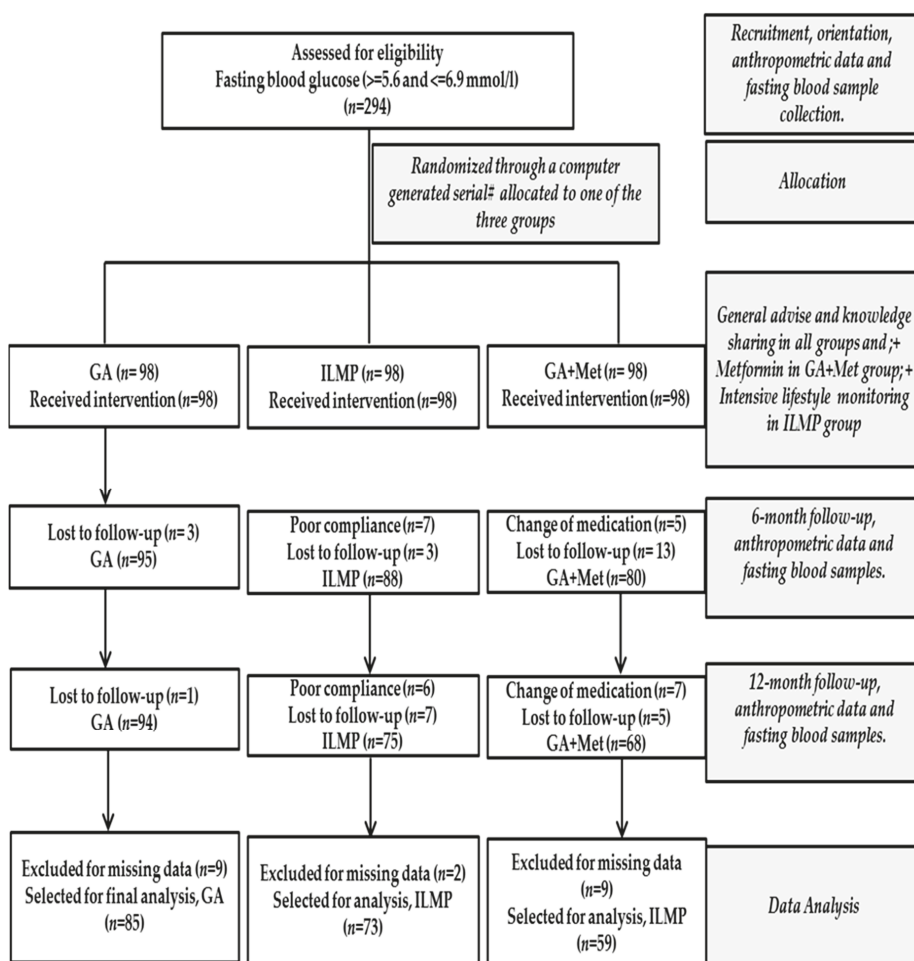 Assessed for eligibility
Fasting blood glucose (>=5.6 and <=6.9 mmol/l)
(n=294)
Recruitment, orientation,
anthropometric data and
fasting blood sample
collection.
Randomized through a computer
generated serial# allocated to one of the
three groups
Allocation
GA (n= 98)
Received intervention (n=98)
ILMP (n= 98)
Received intervention (n=98)
GA+Met (n= 98)
Received intervention (n=98)
General advise and knowledge
sharing in all groups and ;+
Metformin in GA+Met group; +
Intensive lifestyle monitoring
in ILMP group
Lost to follow-up (n= 3)
GA (n=95)
Poor compliance (n=7)
Lost to follow-up (n= 3)
ILMP (n=88)
Change of medication (n=5)
Lost to follow-up (n= 13)
GA+Met (n=80)
6-month follow-up,
anthropometric data and
fasting blood samples.
Lost to follow-up (n=1)
GA (n=94)
Poor compliance (n=6)
Lost to follow-up (n=7)
ILMP (n=75)
Change of medication (n=7)
Lost to follow-up (n=5)
GA+Met (n=68)
12-month follow-up,
anthropometric data and
fasting blood samples.
Excluded for missing data (n=9)
Selected for final analysis, GA
(n=85)
Excluded for missing data (n=2)
Selected for analysis, ILMP
(n=73)
Excluded for missing data
(n=9)
Selected for analysis, ILMP
(n=59)
Data Analysis